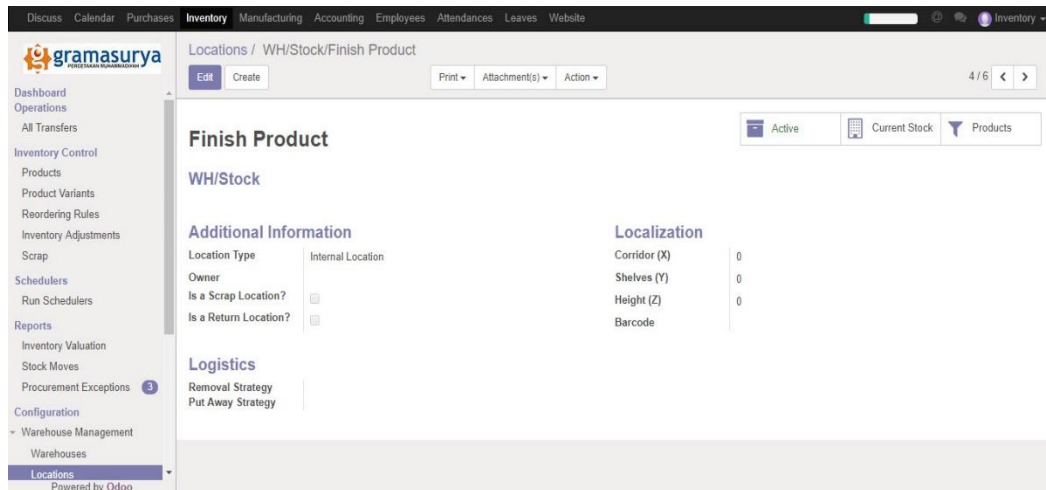 Discuss Calendar Purchases Inventory Manufacturing Accounting Employees Attendances Leaves Website @ Inventory
gramasurya
PERCETAKAN MUHAMMADIYAH
Locations / WH/Stock/Finish Product
Edit Create Print Attachment(s) Action 4 / 6
Dashboard
Operations
All Transfers
Inventory Control
Products
Product Variants
Reordering Rules
Inventory Adjustments
Scrap
Schedulers
Run Schedulers
Reports
Inventory Valuation
Stock Moves
Procurement Exceptions 3
Configuration
Warehouse Management
Warehouses
Locations
Powered by Odoo
Active Current Stock Products
Finish Product
WH/Stock
Additional Information
Location Type Internal Location
Owner
Is a Scrap Location?
Is a Return Location?
Localization
Corridor (X) 0
Shelves (Y) 0
Height (Z) 0
Barcode
Logistics
Removal Strategy
Put Away Strategy